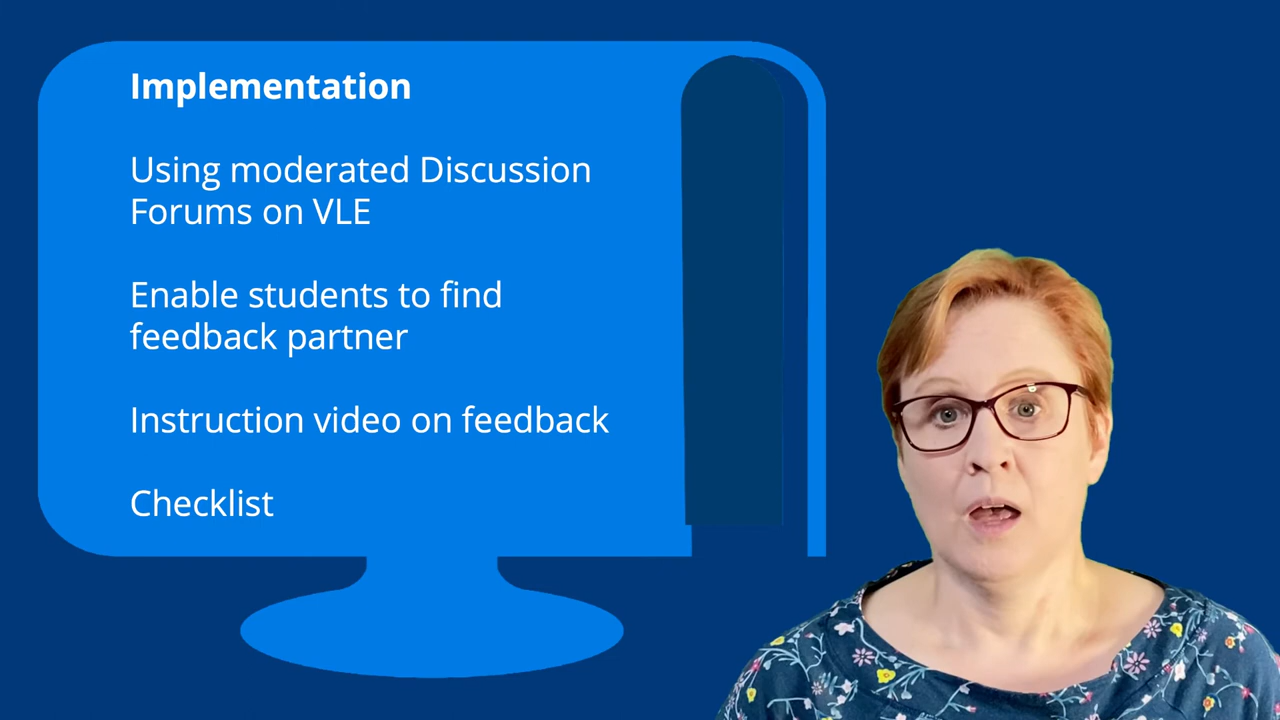 Implementation
Using moderated Discussion
Forums on VLE
Enable students to find
feedback partner
Instruction video on feedback
Checklist